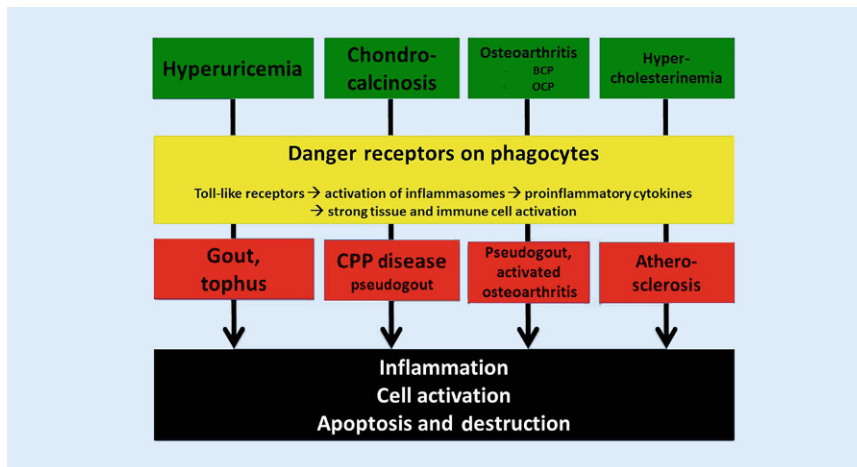 Hyperuricemia
Chondro-
calcinosis
Osteoarthritis
- BCP
- OCP
Hyper-
cholesterinemia
Danger receptors on phagocytes
Toll-like receptors → activation of inflammasomes → proinflammatory cytokines
→ strong tissue and immune cell activation
Gout,
tophus
CPP disease
pseudogout
Pseudogout,
activated
osteoarthritis
Athero-
sclerosis
Inflammation
Cell activation
Apoptosis and destruction